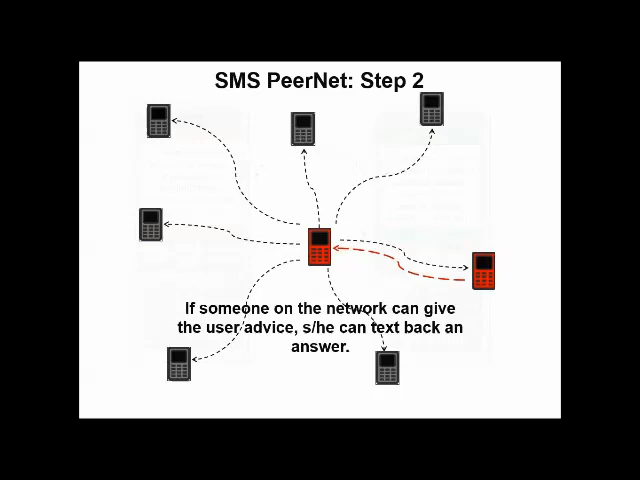 SMS PeerNet: Step 2
If someone on the network can give
the user advice, s/he can text back an
answer.